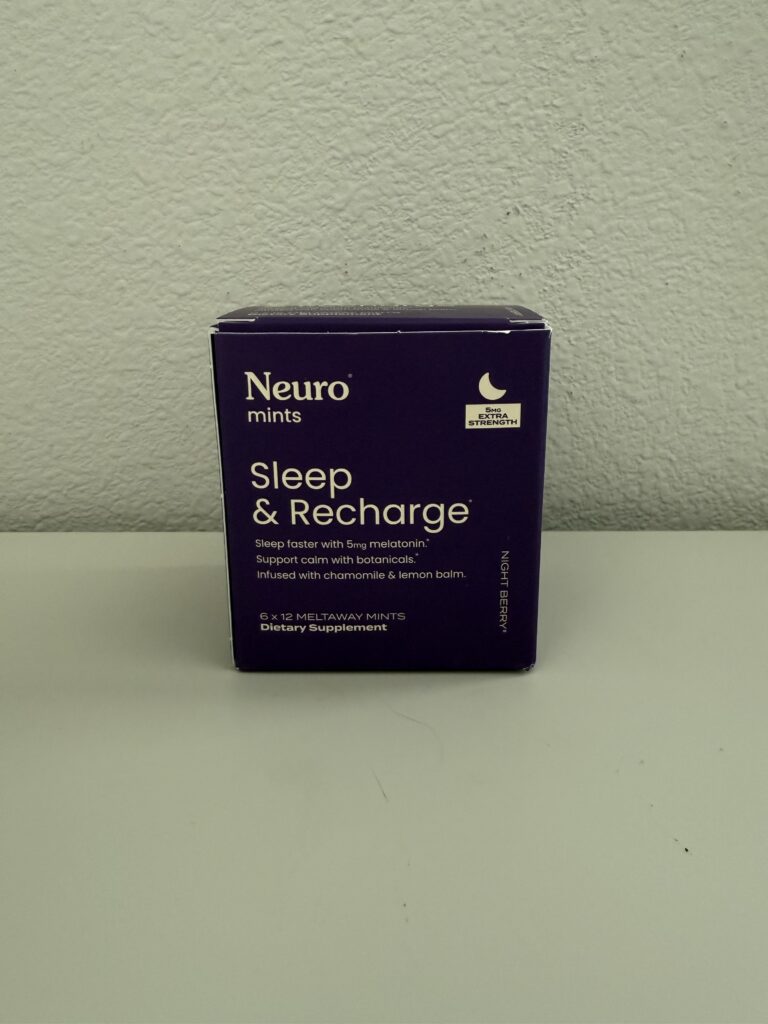 Neuro®
mints
5MG
EXTRA
STRENGTH
Sleep
& Recharge*
Sleep faster with 5mg melatonin.*
Support calm with botanicals.*
Infused with chamomile & lemon balm.
6 x 12 MELTAWAY MINTS
Dietary Supplement
NIGHT BERRY